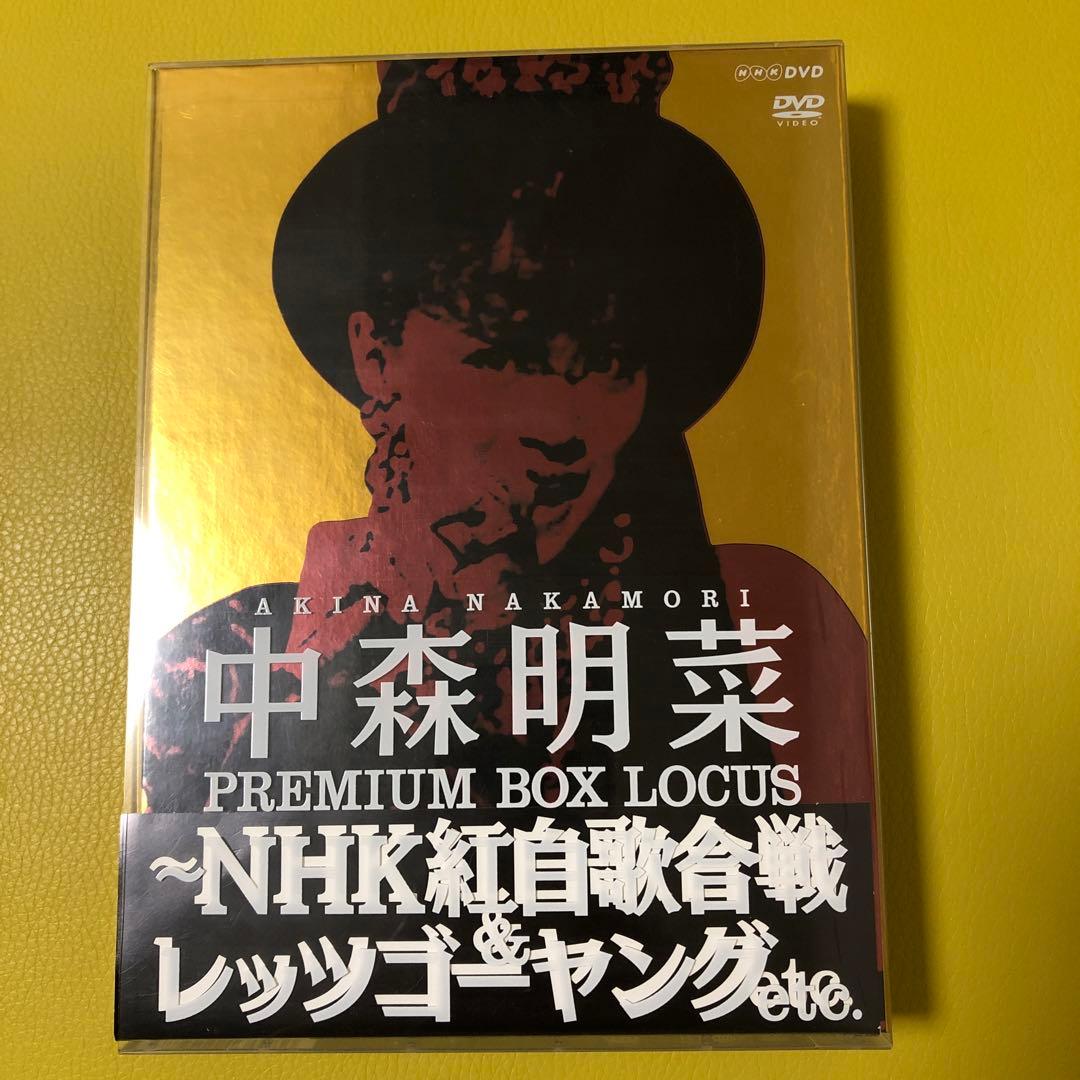 NHK DVD
DVD
VIDEO
AKINA NAKAMORI
中森明菜
PREMIUM BOX LOCUS
~NHK紅白歌合戦
&
レッツゴーヤングetc.